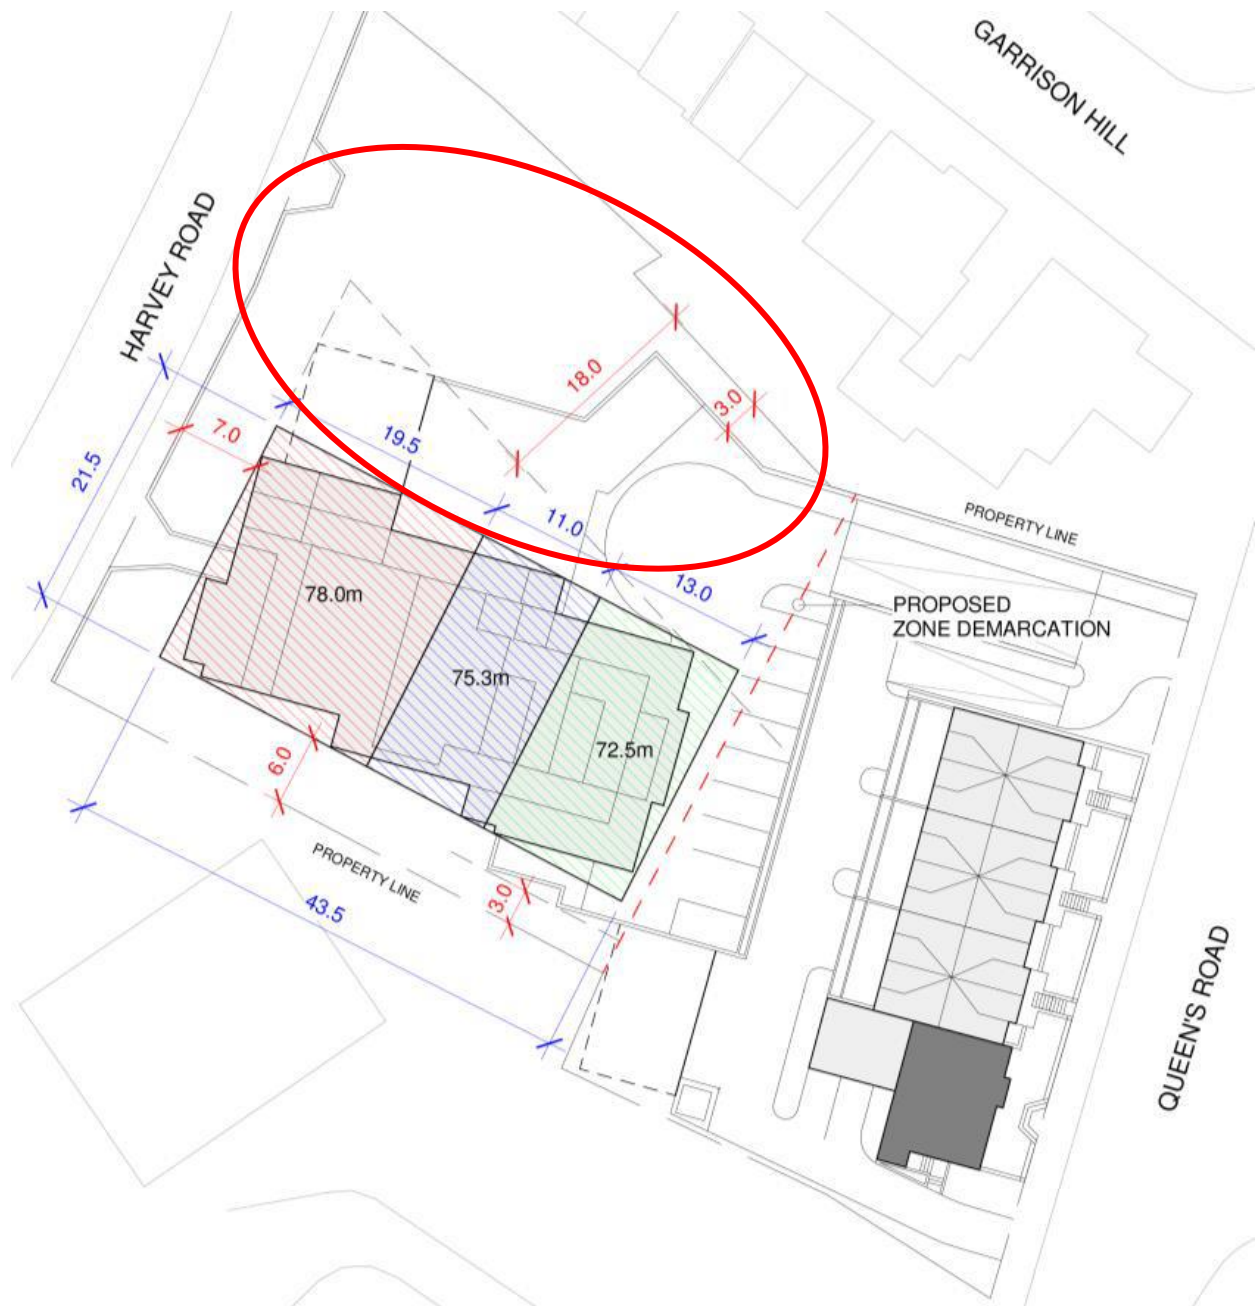 GARRISON HILL
HARVEY ROAD
18.0
3.0
7.0
19.5
21.5
11.0
PROPERTY LINE
13.0
78.0m
PROPOSED
ZONE DEMARCATION
75.3m
72.5m
6.0
PROPERTY LINE
3.0
43.5
QUEEN'S ROAD